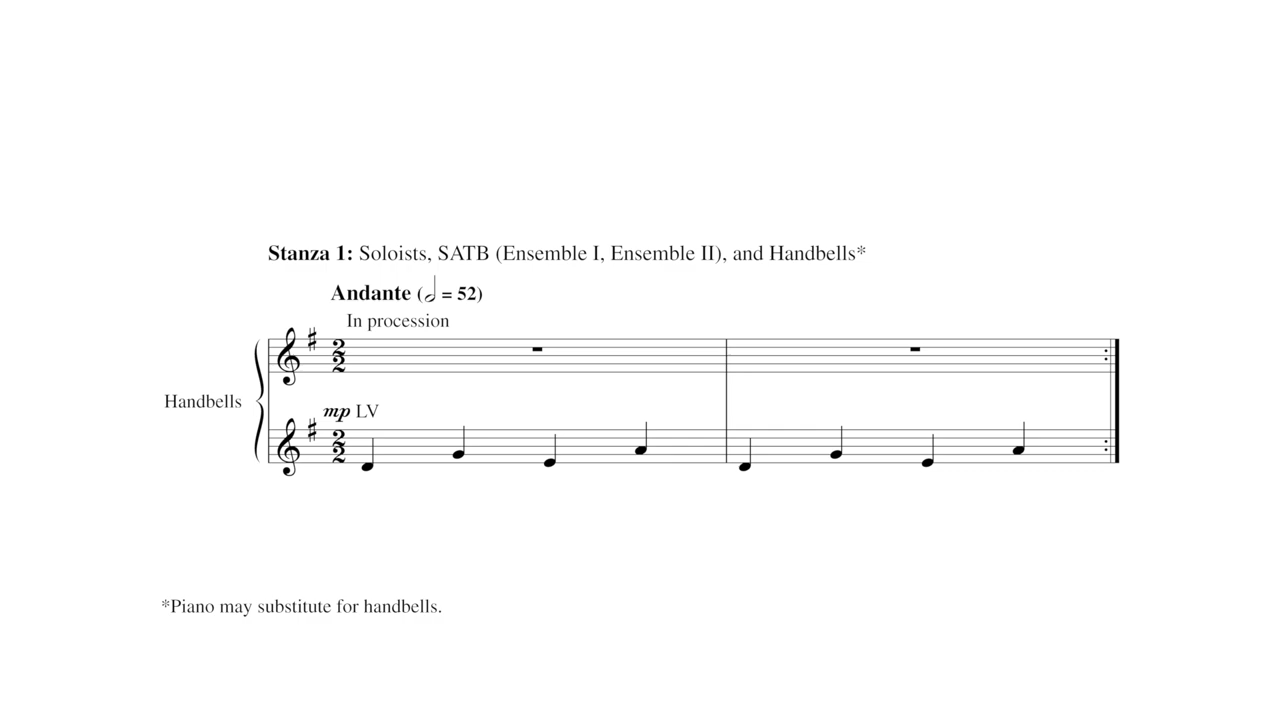 Stanza 1: Soloists, SATB (Ensemble I, Ensemble II), and Handbells*
Andante (𝅗𝅥 = 52)
In procession
Handbells
mp LV
*Piano may substitute for handbells.